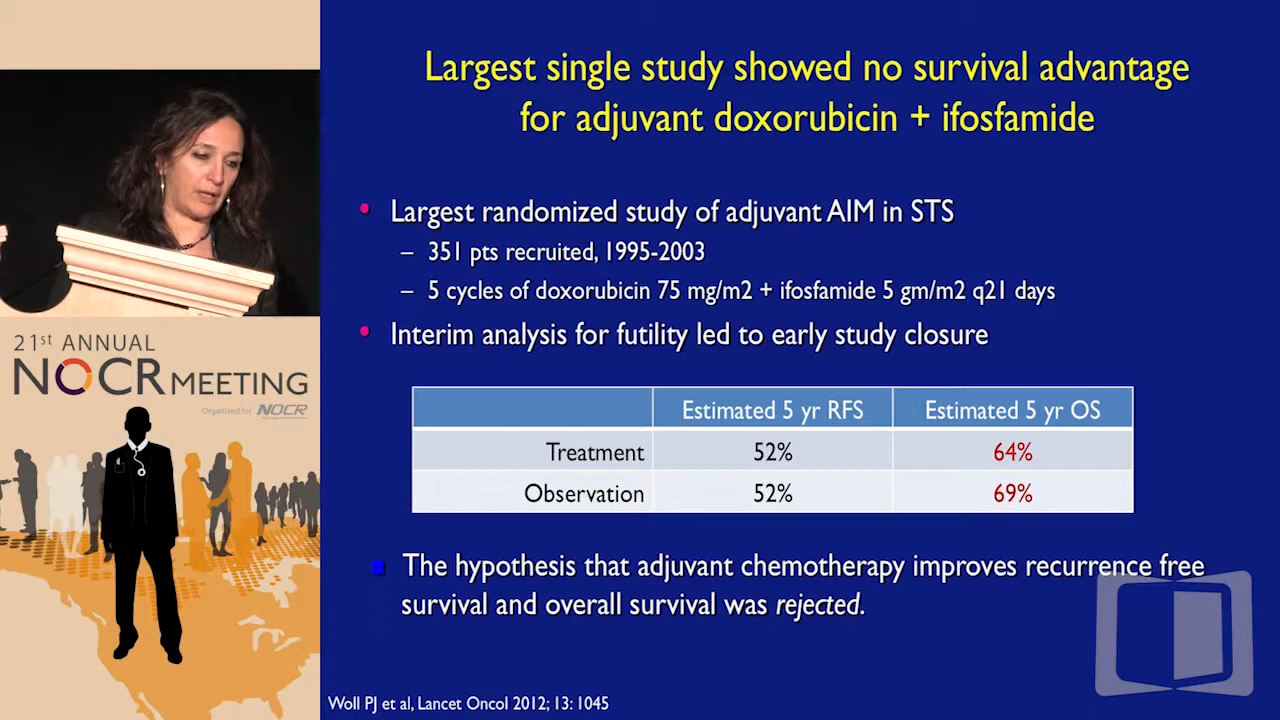 Largest single study showed no survival advantage
for adjuvant doxorubicin + ifosfamide
• Largest randomized study of adjuvant AIM in STS
– 351 pts recruited, 1995-2003
– 5 cycles of doxorubicin 75 mg/m2 + ifosfamide 5 gm/m2 q21 days
• Interim analysis for futility led to early study closure
Estimated 5 yr RFS Estimated 5 yr OS
Treatment 52% 64%
Observation 52% 69%
The hypothesis that adjuvant chemotherapy improves recurrence free
survival and overall survival was rejected.
Woll PJ et al, Lancet Oncol 2012; 13: 1045
21st ANNUAL
NOCR MEETING
Organized for NOCR